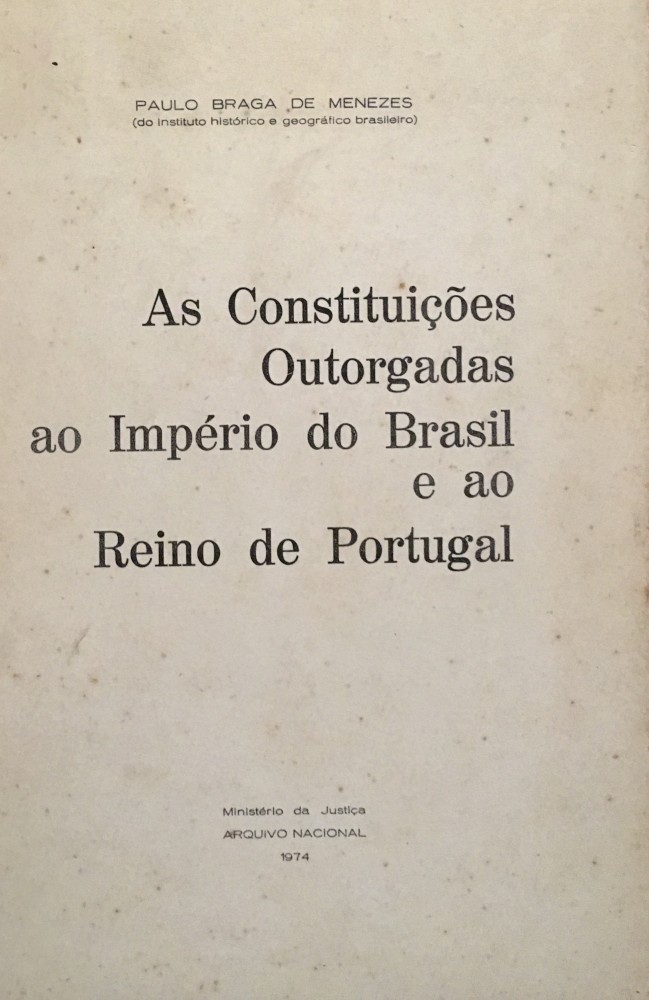 PAULO BRAGA DE MENEZES
(do instituto histórico e geográfico brasileiro)
As Constituições
Outorgadas
ao Império do Brasil
e ao
Reino de Portugal
Ministério da Justiça
ARQUIVO NACIONAL
1974